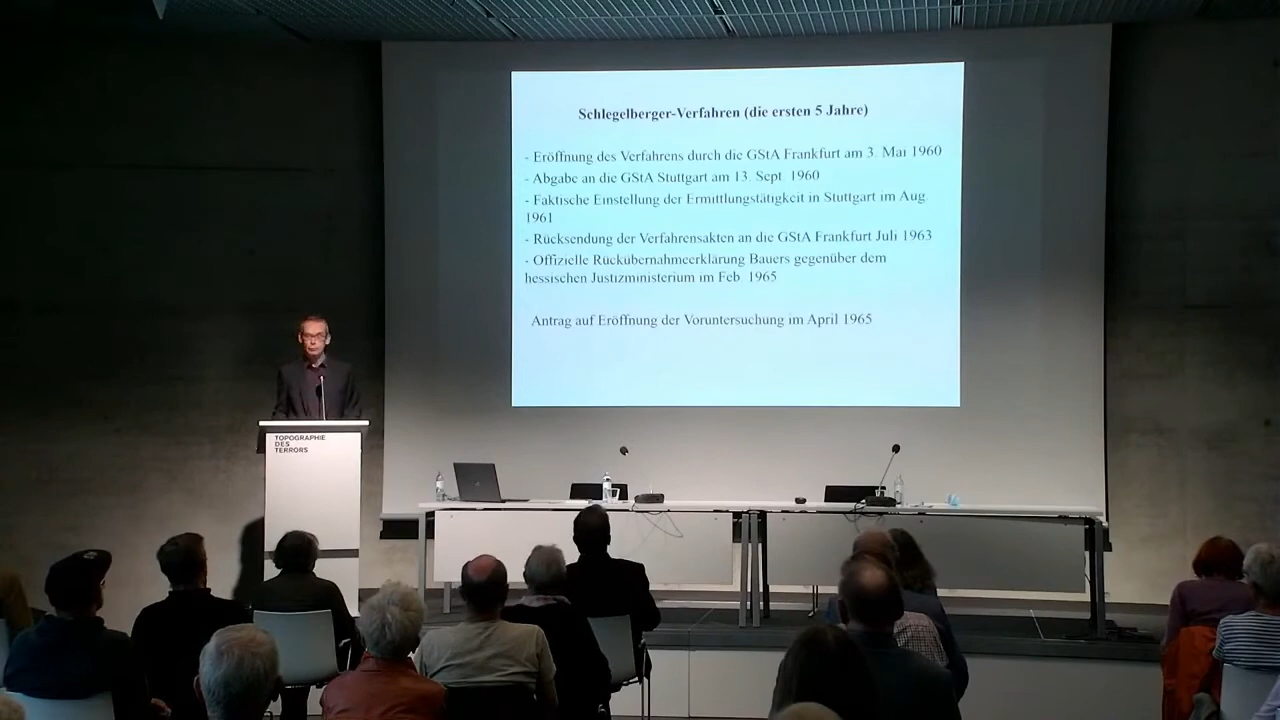 Schlegelberger-Verfahren (die ersten 5 Jahre)
- Eröffnung des Verfahrens durch die GStA Frankfurt am 3. Mai 1960
- Abgabe an die GStA Stuttgart am 13. Sept. 1960
- Faktische Einstellung der Ermittlungstätigkeit in Stuttgart im Aug.
1961
- Rücksendung der Verfahrensakten an die GStA Frankfurt Juli 1963
- Offizielle Rückübernahmeerklärung Bauers gegenüber dem
hessischen Justizministerium im Feb. 1965
Antrag auf Eröffnung der Voruntersuchung im April 1965
TOPOGRAPHIE
DES
TERRORS